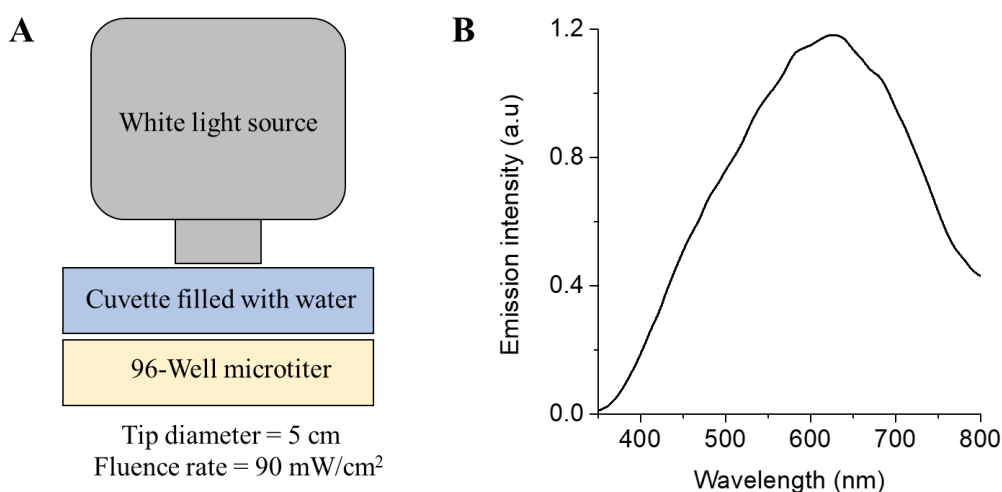 A
White light source
Cuvette filled with water
96-Well microtiter
Tip diameter = 5 cm
Fluence rate = 90 mW/cm²
B
Emission intensity (a.u)
1.2
0.8
0.4
0.0
400 500 600 700 800
Wavelength (nm)